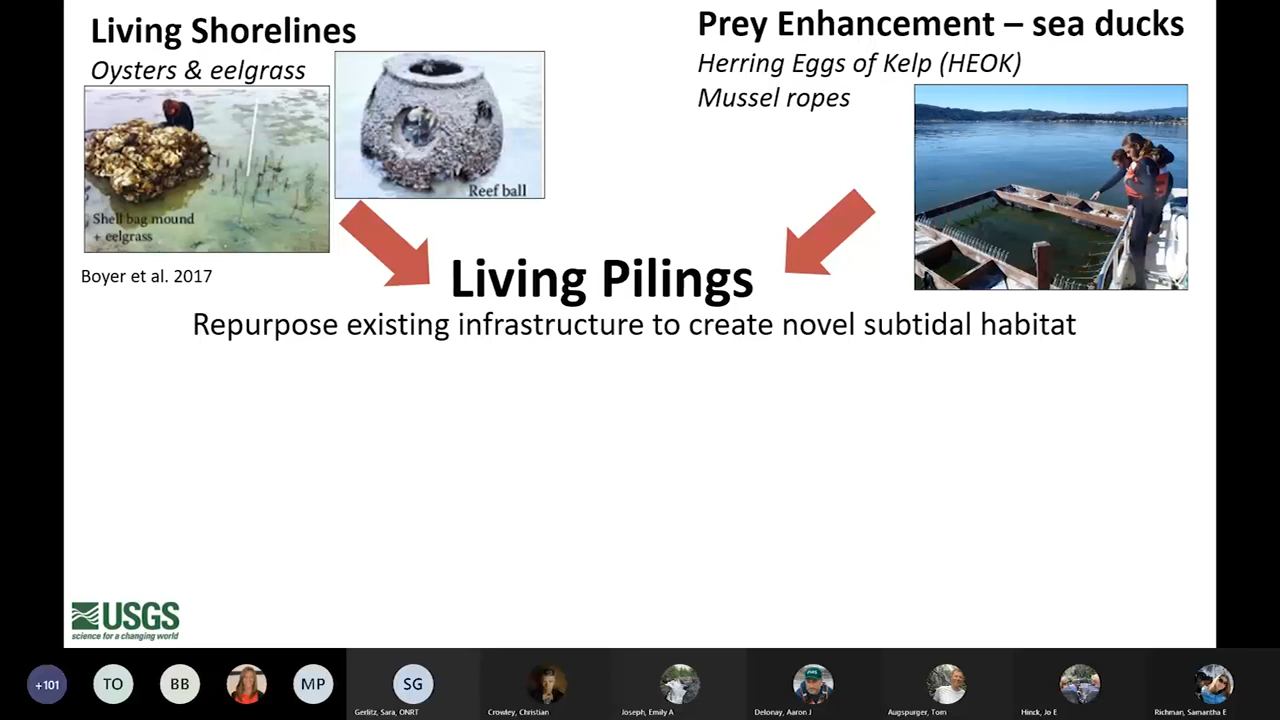 Living Shorelines
Oysters & eelgrass
Shell bag mound
+ eelgrass
Reef ball
Boyer et al. 2017
Prey Enhancement – sea ducks
Herring Eggs of Kelp (HEOK)
Mussel ropes
Living Pilings
Repurpose existing infrastructure to create novel subtidal habitat
USGS
science for a changing world
+101
TO
BB
MP
SG
Gerlitz, Sara, ONRT
Crowley, Christian
Joseph, Emily A
Delonay, Aaron J
Augspurger, Tom
Hinck, Jo E
Richman, Samantha E